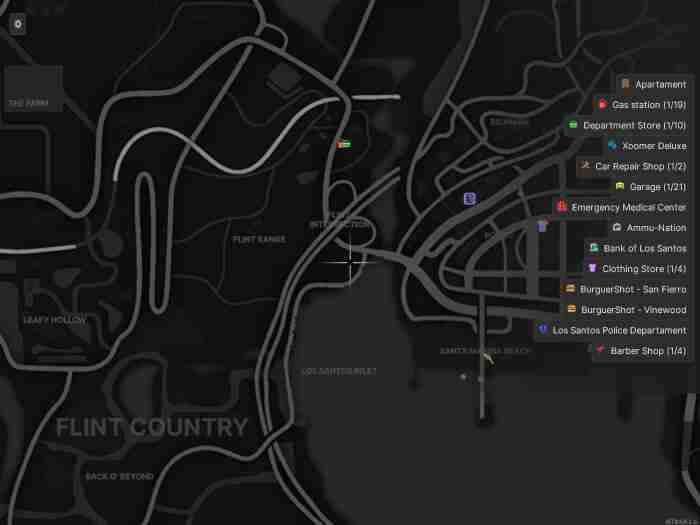 O
THE FARM
RICHMAN
FLINT
INTERSECTION
FLINT RANGE
LEAFY HOLLOW
LOS SANTOS INLET
SANTA MARIA BEACH
FLINT COUNTRY
BACK O' BEYOND
Apartament
Gas station (1/19)
Department Store (1/10)
Xoomer Deluxe
Car Repair Shop (1/2)
Garage (1/21)
Emergency Medical Center
Ammu-Nation
Bank of Los Santos
Clothing Store (1/4)
BurguerShot - San Fierro
BurguerShot - Vinewood
Los Santos Police Departament
Barber Shop (1/4)